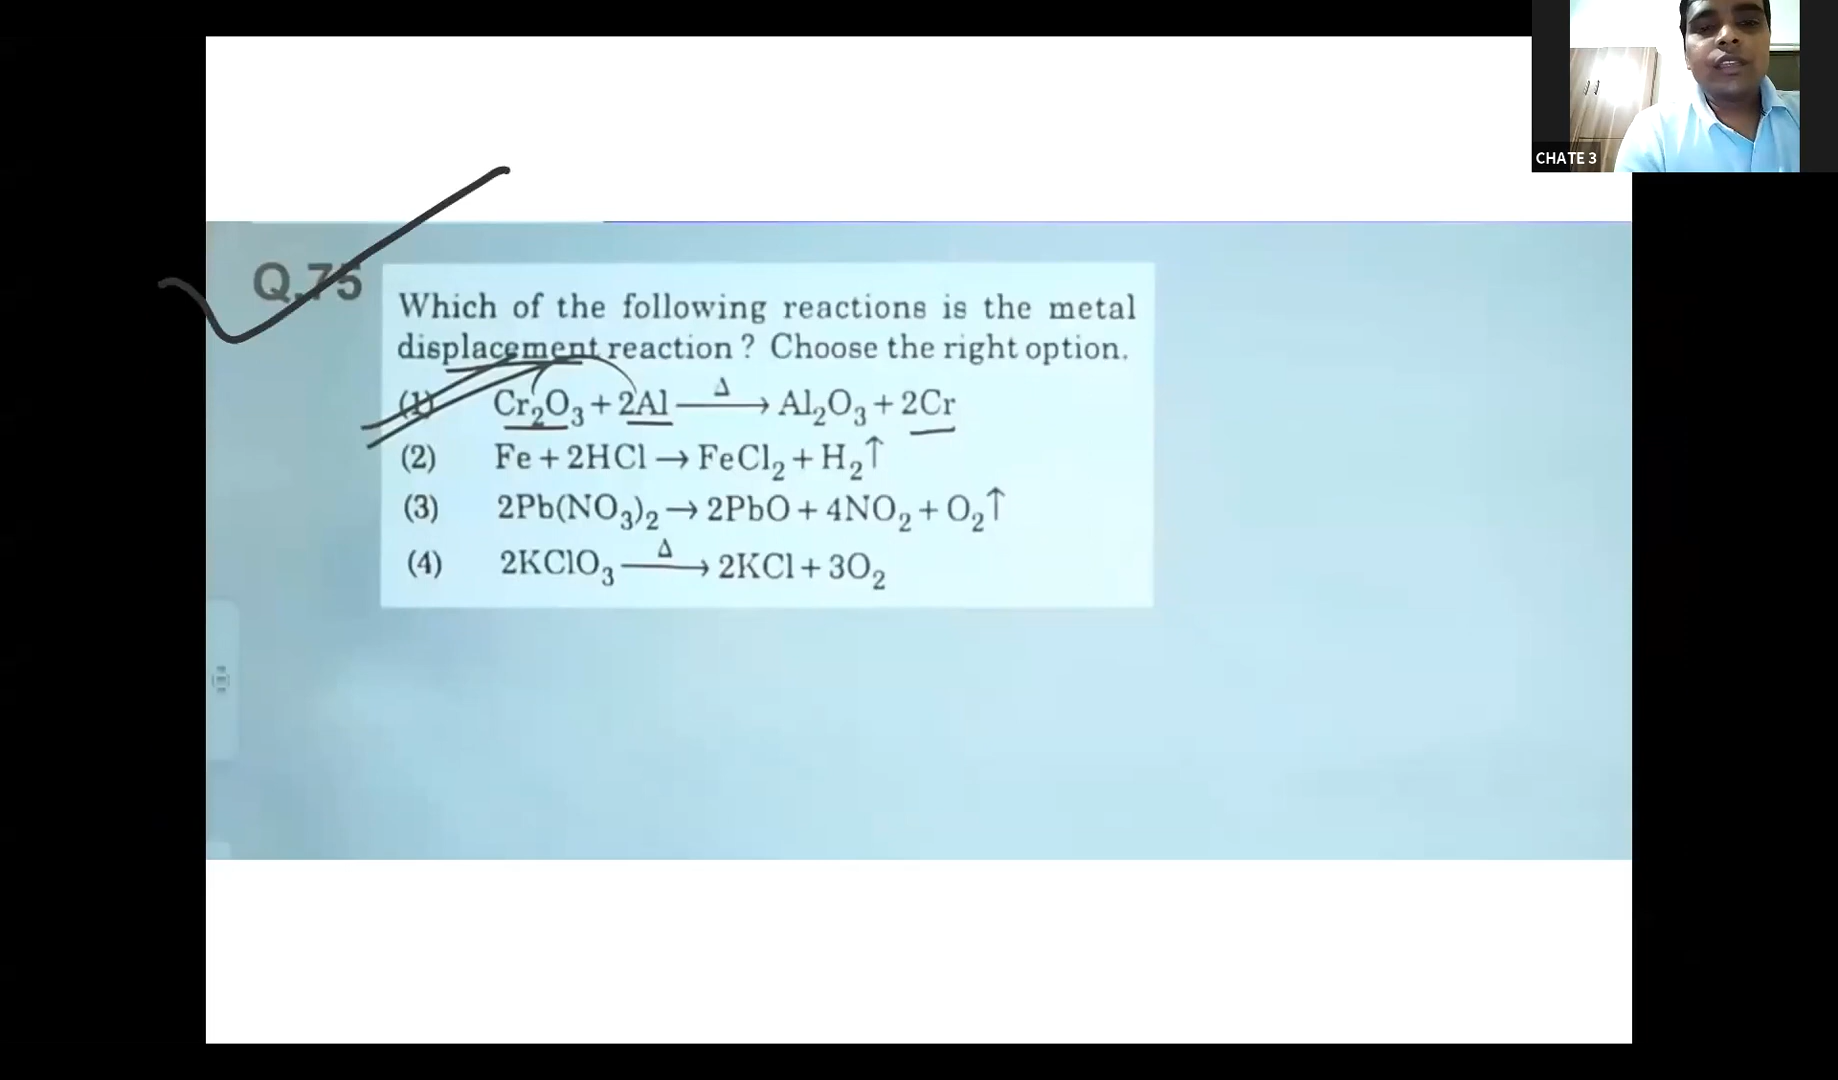 CHATE 3
Q.75
Which of the following reactions is the metal
displacement reaction ? Choose the right option.
(1) Cr₂O₃ + 2Al —Δ→ Al₂O₃ + 2Cr
(2) Fe + 2HCl → FeCl₂ + H₂↑
(3) 2Pb(NO₃)₂ → 2PbO + 4NO₂ + O₂↑
(4) 2KClO₃ —Δ→ 2KCl + 3O₂